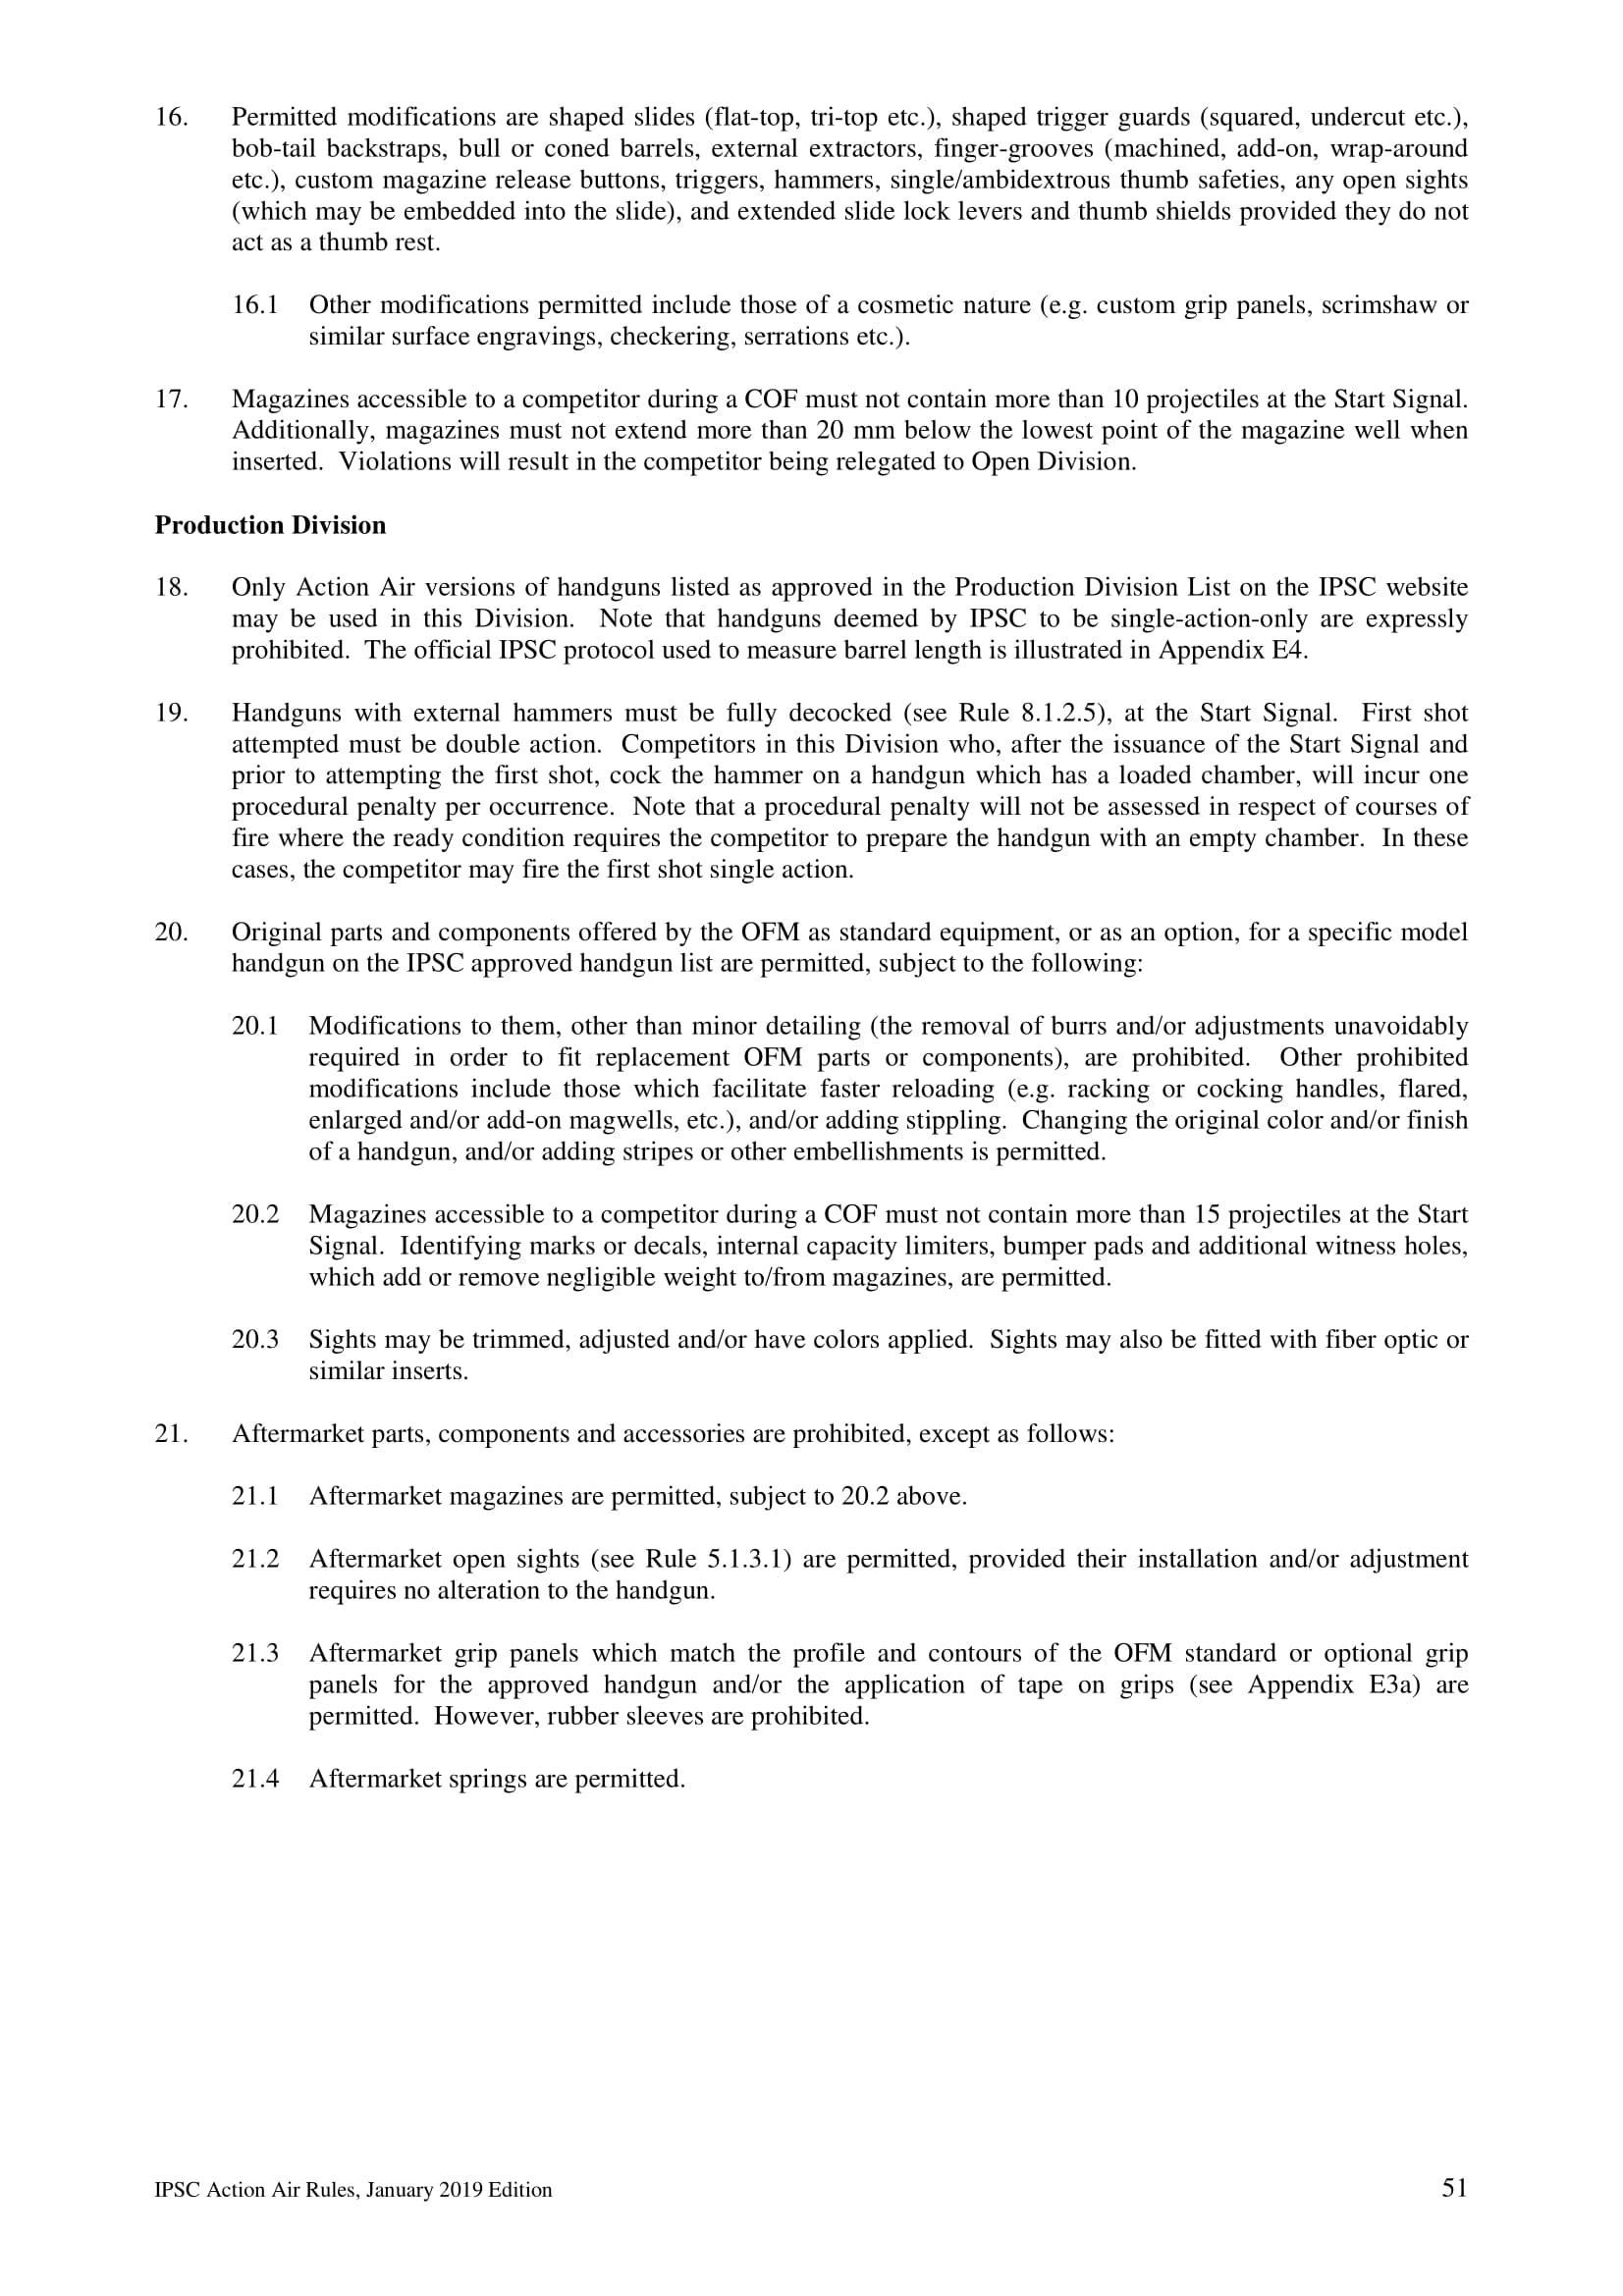 16. Permitted modifications are shaped slides (flat-top, tri-top etc.), shaped trigger guards (squared, undercut etc.),
bob-tail backstraps, bull or coned barrels, external extractors, finger-grooves (machined, add-on, wrap-around
etc.), custom magazine release buttons, triggers, hammers, single/ambidextrous thumb safeties, any open sights
(which may be embedded into the slide), and extended slide lock levers and thumb shields provided they do not
act as a thumb rest.
16.1 Other modifications permitted include those of a cosmetic nature (e.g. custom grip panels, scrimshaw or
similar surface engravings, checkering, serrations etc.).
17. Magazines accessible to a competitor during a COF must not contain more than 10 projectiles at the Start Signal.
Additionally, magazines must not extend more than 20 mm below the lowest point of the magazine well when
inserted. Violations will result in the competitor being relegated to Open Division.
Production Division
18. Only Action Air versions of handguns listed as approved in the Production Division List on the IPSC website
may be used in this Division. Note that handguns deemed by IPSC to be single-action-only are expressly
prohibited. The official IPSC protocol used to measure barrel length is illustrated in Appendix E4.
19. Handguns with external hammers must be fully decocked (see Rule 8.1.2.5), at the Start Signal. First shot
attempted must be double action. Competitors in this Division who, after the issuance of the Start Signal and
prior to attempting the first shot, cock the hammer on a handgun which has a loaded chamber, will incur one
procedural penalty per occurrence. Note that a procedural penalty will not be assessed in respect of courses of
fire where the ready condition requires the competitor to prepare the handgun with an empty chamber. In these
cases, the competitor may fire the first shot single action.
20. Original parts and components offered by the OFM as standard equipment, or as an option, for a specific model
handgun on the IPSC approved handgun list are permitted, subject to the following:
20.1 Modifications to them, other than minor detailing (the removal of burrs and/or adjustments unavoidably
required in order to fit replacement OFM parts or components), are prohibited. Other prohibited
modifications include those which facilitate faster reloading (e.g. racking or cocking handles, flared,
enlarged and/or add-on magwells, etc.), and/or adding stippling. Changing the original color and/or finish
of a handgun, and/or adding stripes or other embellishments is permitted.
20.2 Magazines accessible to a competitor during a COF must not contain more than 15 projectiles at the Start
Signal. Identifying marks or decals, internal capacity limiters, bumper pads and additional witness holes,
which add or remove negligible weight to/from magazines, are permitted.
20.3 Sights may be trimmed, adjusted and/or have colors applied. Sights may also be fitted with fiber optic or
similar inserts.
21. Aftermarket parts, components and accessories are prohibited, except as follows:
21.1 Aftermarket magazines are permitted, subject to 20.2 above.
21.2 Aftermarket open sights (see Rule 5.1.3.1) are permitted, provided their installation and/or adjustment
requires no alteration to the handgun.
21.3 Aftermarket grip panels which match the profile and contours of the OFM standard or optional grip
panels for the approved handgun and/or the application of tape on grips (see Appendix E3a) are
permitted. However, rubber sleeves are prohibited.
21.4 Aftermarket springs are permitted.
IPSC Action Air Rules, January 2019 Edition 51